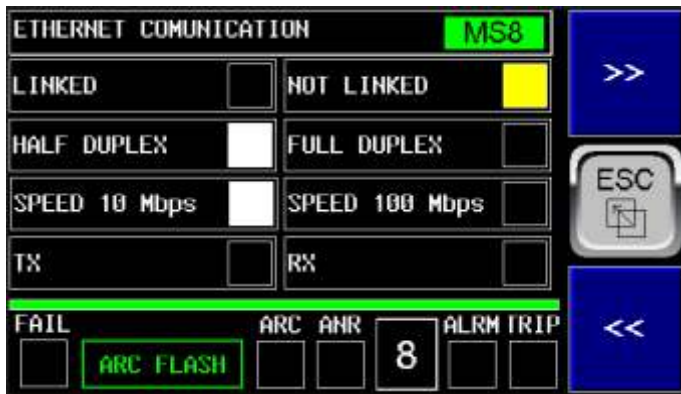 ETHERNET COMUNICATION MS8
>>
LINKED NOT LINKED
HALF DUPLEX FULL DUPLEX
ESC
SPEED 10 Mbps SPEED 100 Mbps
TX RX
FAIL ARC ANR ALRM TRIP
<<
ARC FLASH 8